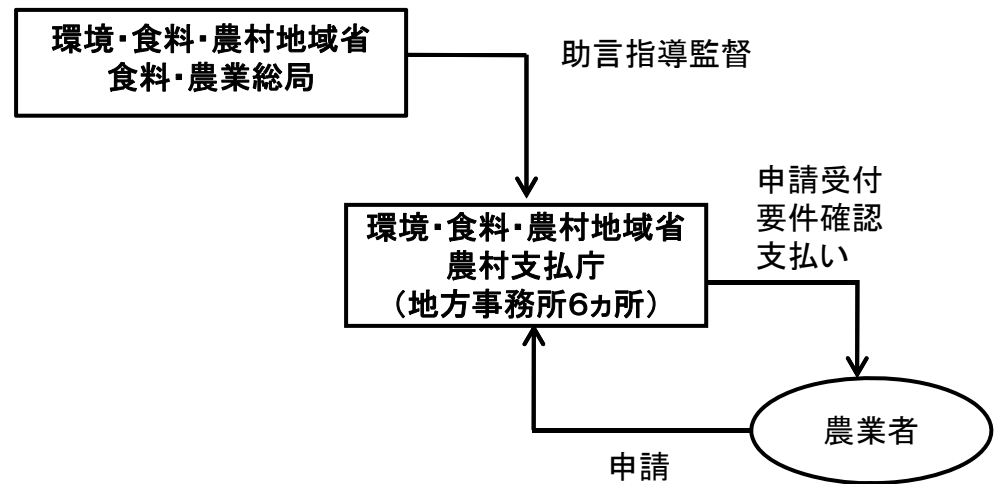 環境・食料・農村地域省
食料・農業総局
助言指導監督
申請受付
要件確認
支払い
環境・食料・農村地域省
農村支払庁
（地方事務所６ヵ所）
農業者
申請